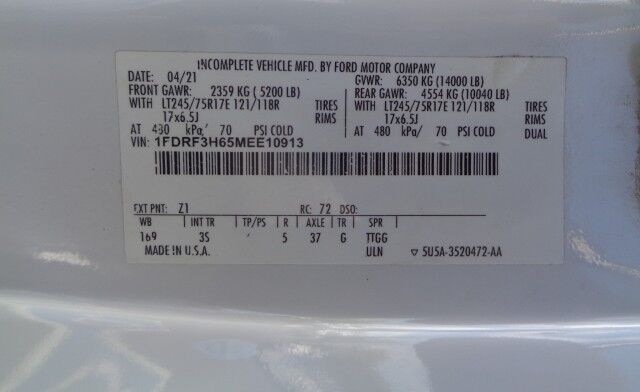 INCOMPLETE VEHICLE MFD. BY FORD MOTOR COMPANY
DATE: 04/21 GVWR: 6350 KG (14000 LB)
FRONT GAWR: 2359 KG ( 5200 LB) REAR GAWR: 4554 KG (10040 LB)
WITH LT245/75R17E 121/118R TIRES WITH LT245/75R17E 121/118R TIRES
17x6.5J RIMS 17x6.5J RIMS
AT 480 kPa/ 70 PSI COLD AT 480 kPa/ 70 PSI COLD DUAL
VIN: 1FDRF3H65MEE10913
EXT PNT: Z1 RC: 72 DSO:
WB INT TR TP/PS R AXLE TR SPR
169 3S 5 37 G TTGG
MADE IN U.S.A. ULN ▽ 5U5A-3520472-AA